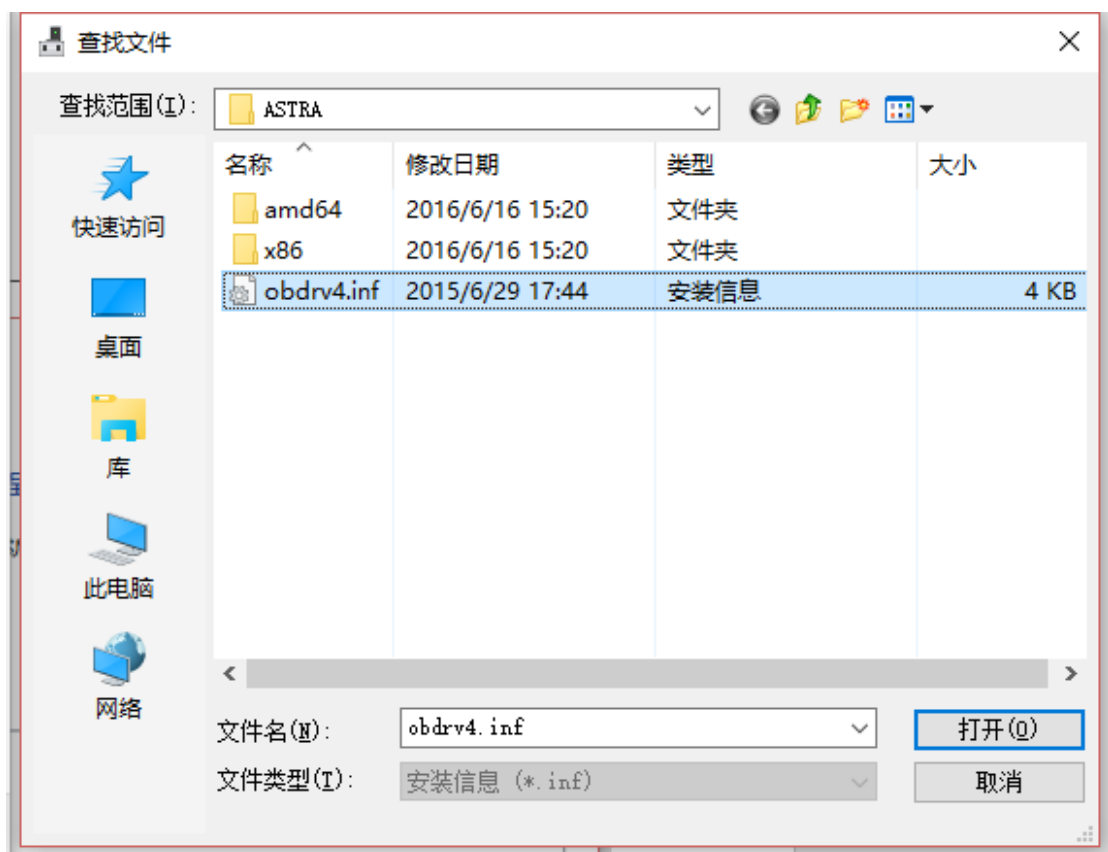 查找文件
查找范围(I): ASTRA
名称 修改日期 类型 大小
amd64 2016/6/16 15:20 文件夹
x86 2016/6/16 15:20 文件夹
obdrv4.inf 2015/6/29 17:44 安装信息 4 KB
快速访问
桌面
库
此电脑
网络
文件名(N): obdrv4.inf 打开(O)
文件类型(T): 安装信息 (*.inf) 取消